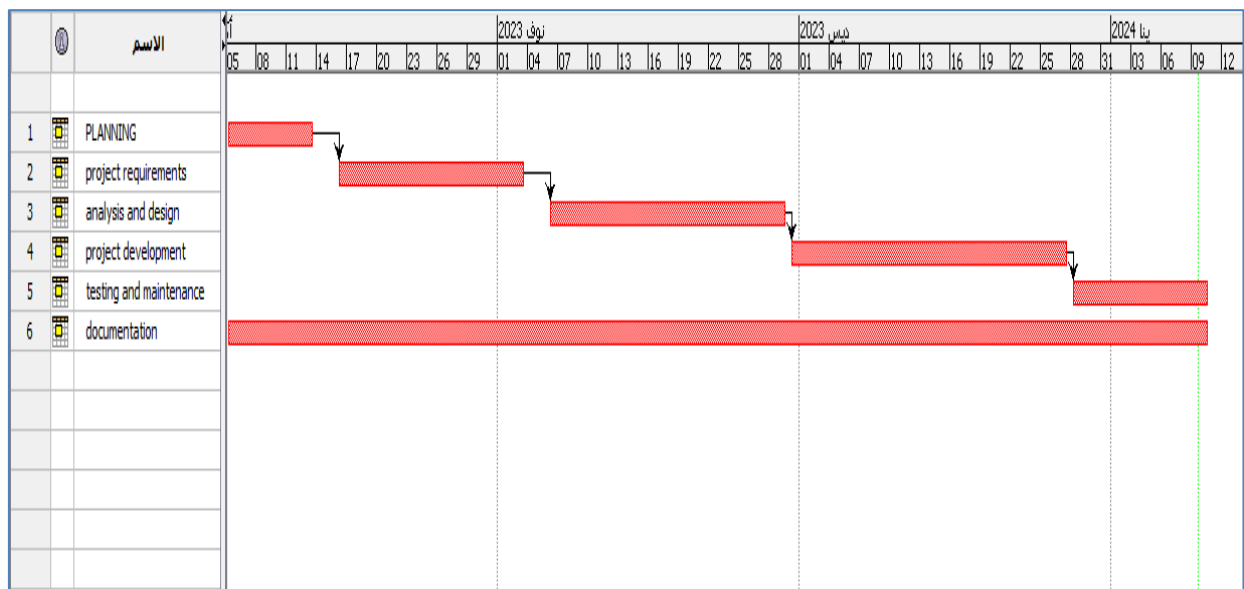 الاسم
أ نوف 2023 ديس 2023 ينا 2024
05 08 11 14 17 20 23 26 29 01 04 07 10 13 16 19 22 25 28 01 04 07 10 13 16 19 22 25 28 31 03 06 09 12
1 PLANNING
2 project requirements
3 analysis and design
4 project development
5 testing and maintenance
6 documentation